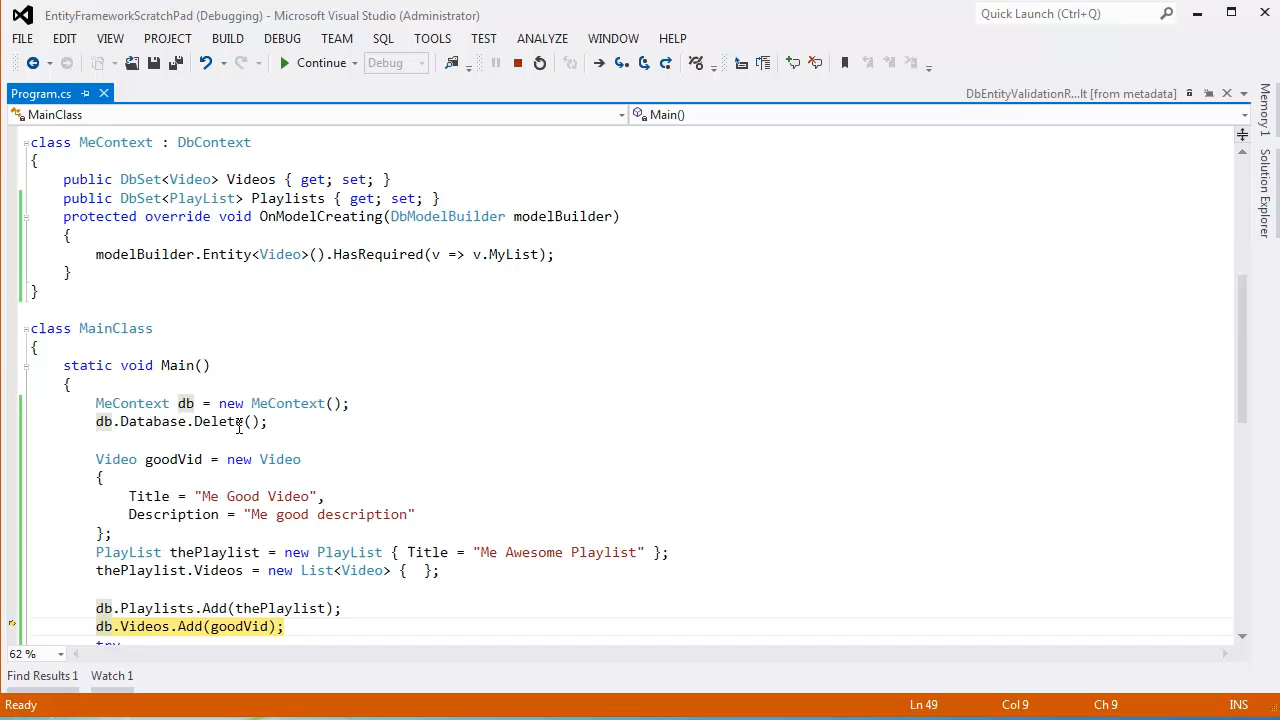 EntityFrameworkScratchPad (Debugging) - Microsoft Visual Studio (Administrator)
Quick Launch (Ctrl+Q)
FILE EDIT VIEW PROJECT BUILD DEBUG TEAM SQL TOOLS TEST ANALYZE WINDOW HELP
Continue Debug
Program.cs DbEntityValidationR...lt [from metadata]
MainClass Main()
class MeContext : DbContext
{
public DbSet<Video> Videos { get; set; }
public DbSet<PlayList> Playlists { get; set; }
protected override void OnModelCreating(DbModelBuilder modelBuilder)
{
modelBuilder.Entity<Video>().HasRequired(v => v.MyList);
}
}
class MainClass
{
static void Main()
{
MeContext db = new MeContext();
db.Database.Delete();
Video goodVid = new Video
{
Title = "Me Good Video",
Description = "Me good description"
};
PlayList thePlaylist = new PlayList { Title = "Me Awesome Playlist" };
thePlaylist.Videos = new List<Video> {  };
db.Playlists.Add(thePlaylist);
db.Videos.Add(goodVid);
try
62 %
Find Results 1 Watch 1
Ready Ln 49 Col 9 Ch 9 INS
Memory 1
Solution Explorer